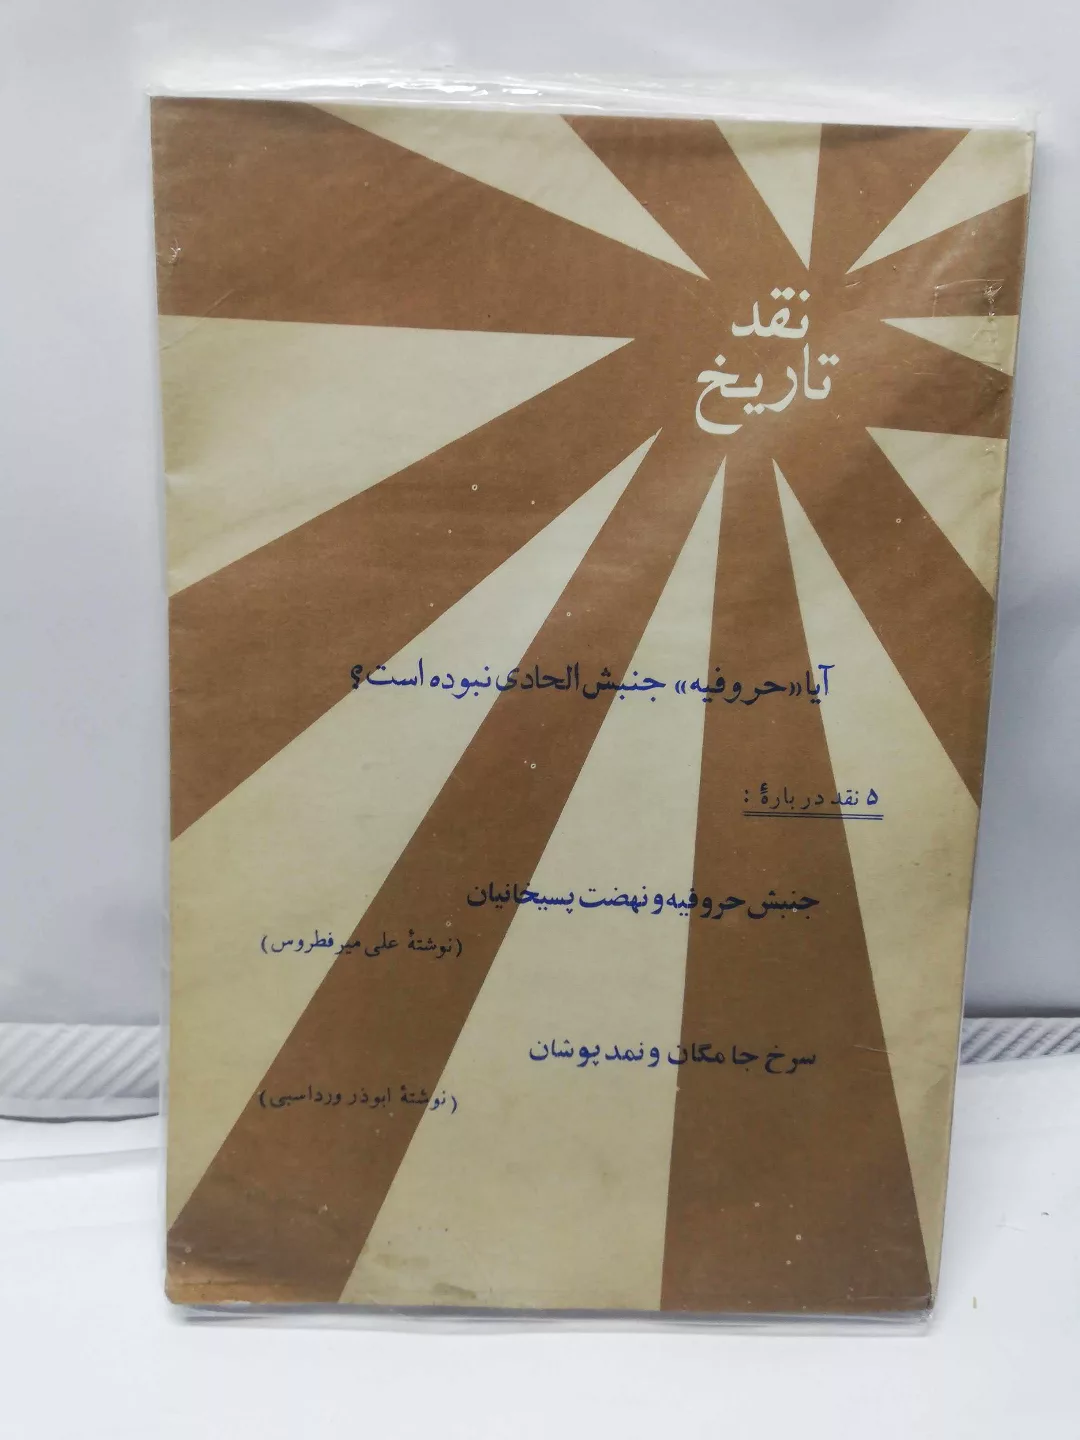 نقد
تاریخ
آیا «حروفیه» جنبش الحادی نبوده است؟
۵ نقد دربارهٔ :
جنبش حروفیه و نهضت پسیخانیان
(نوشتهٔ علی میرفطروس)
سرخ جامگان و نمد پوشان
(نوشتهٔ ابوذر ورداسبی)